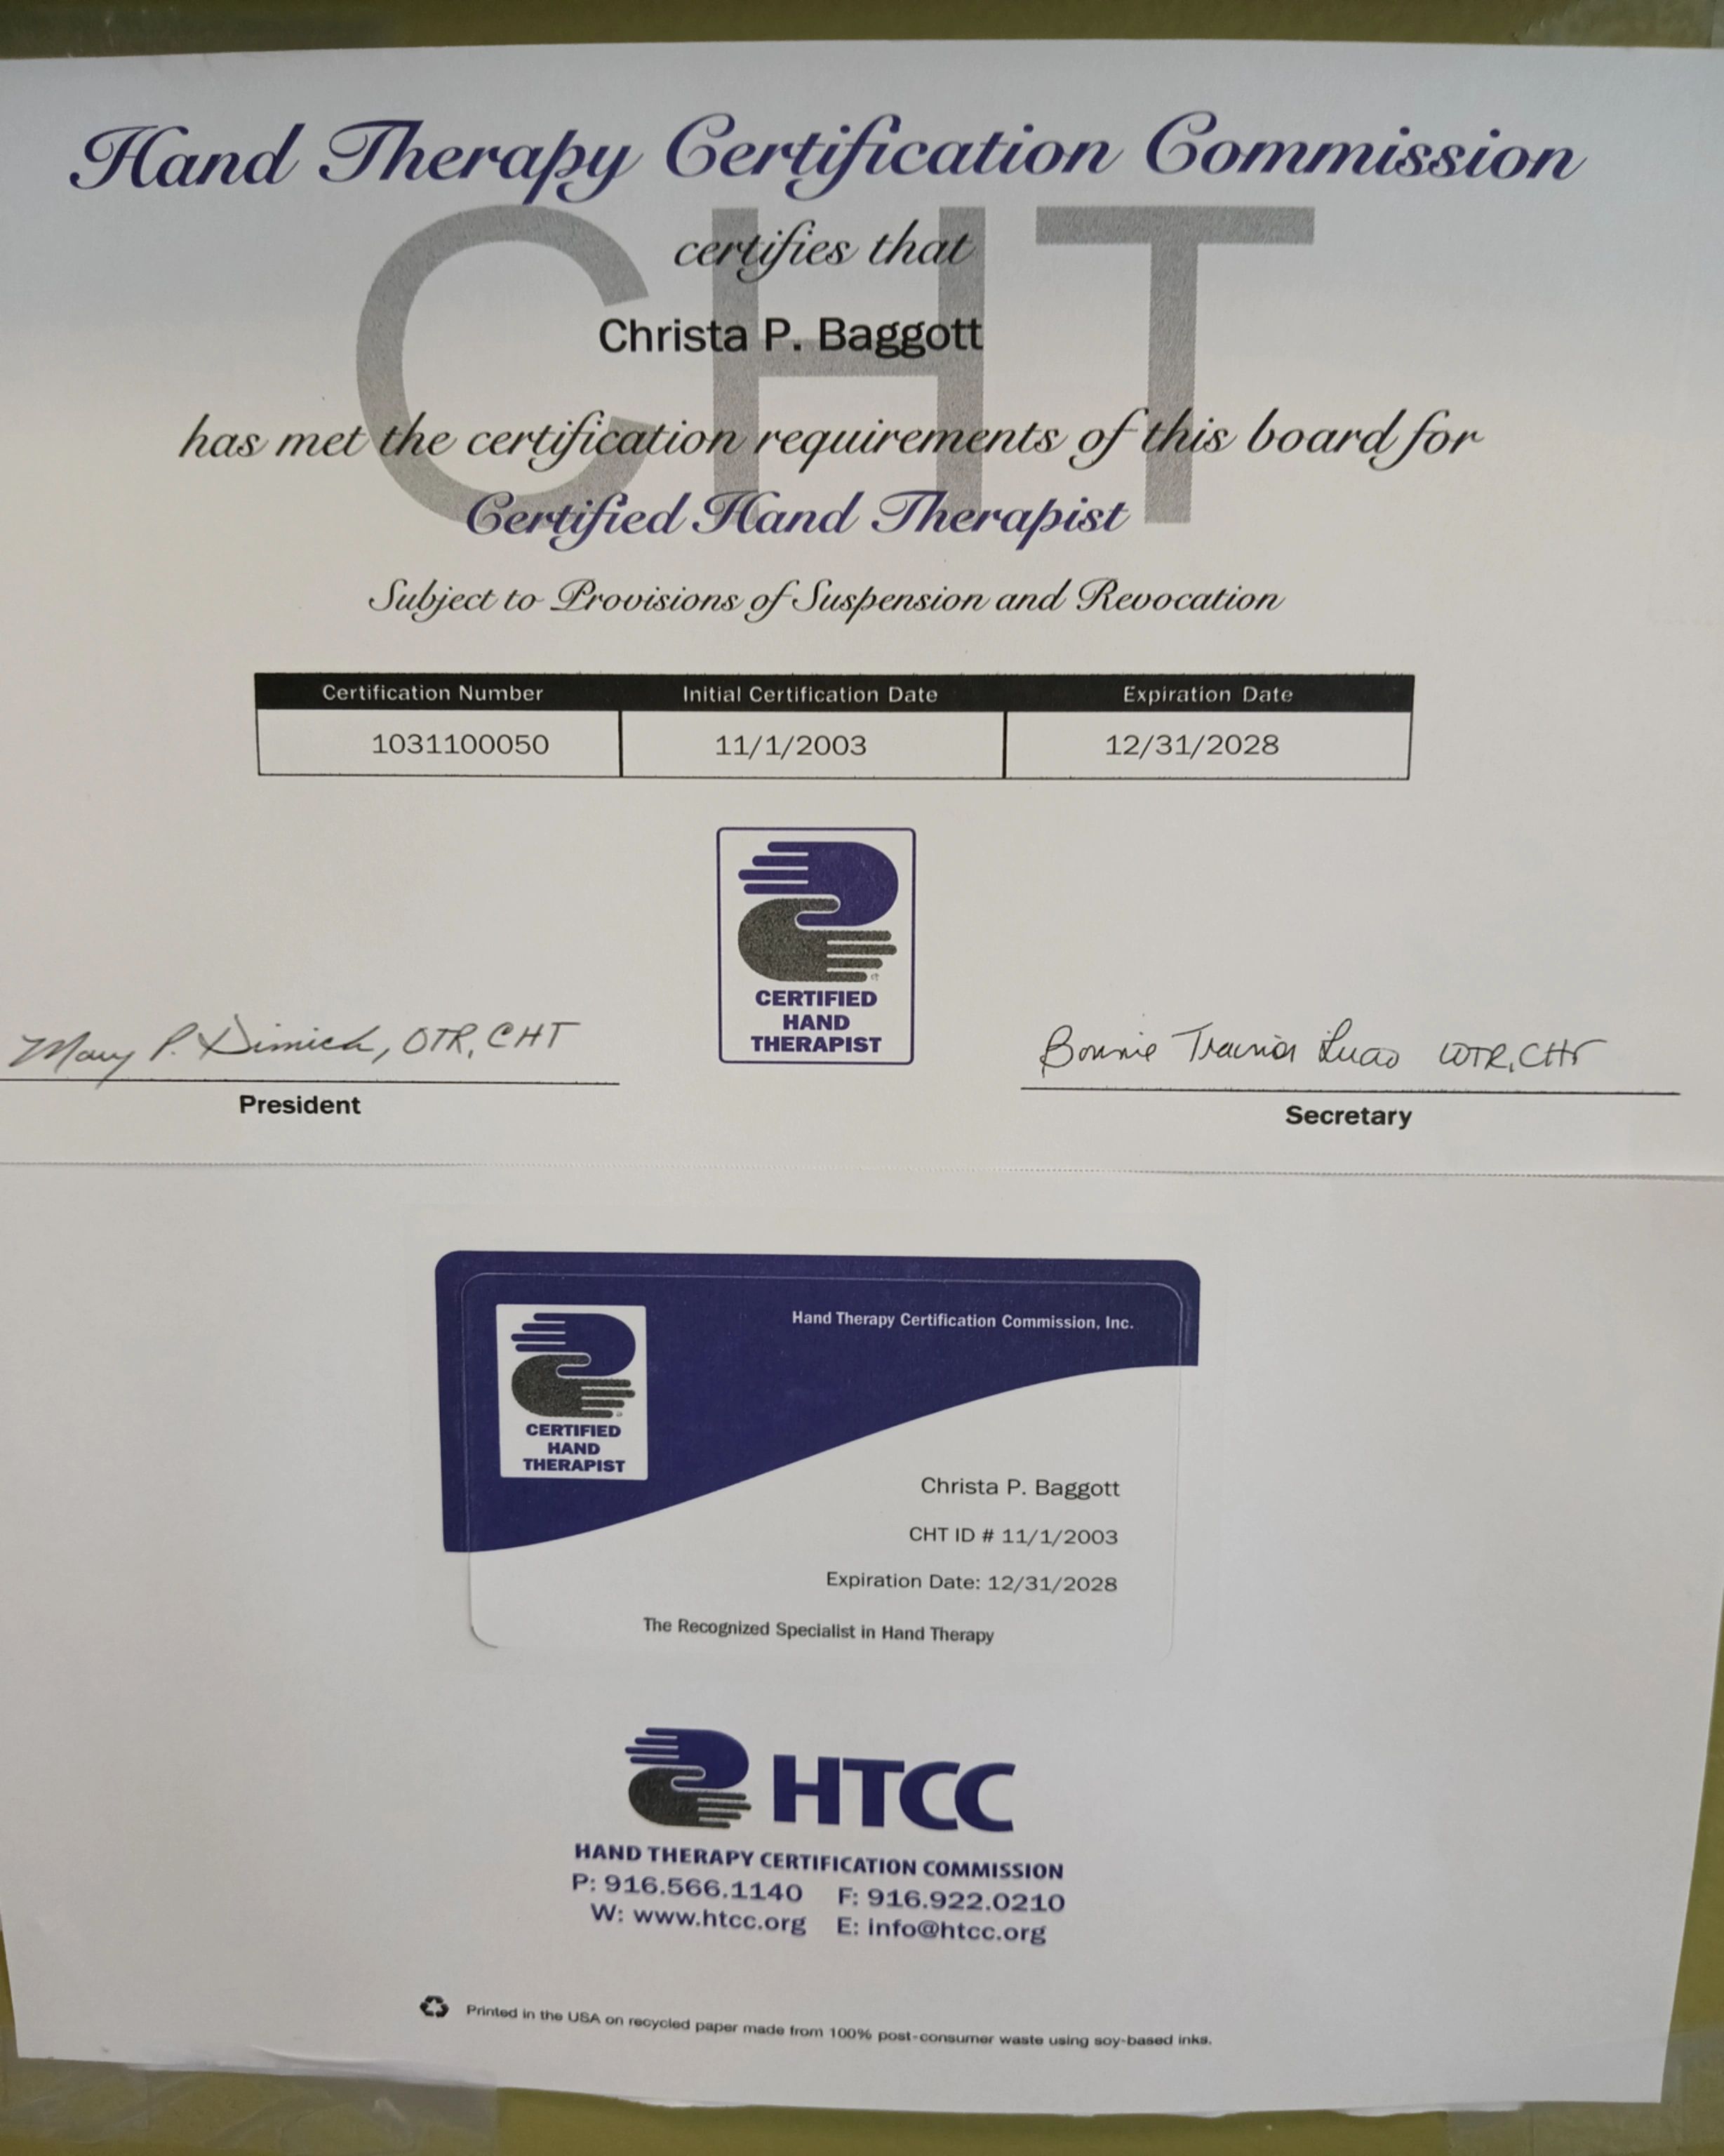 Hand Therapy Certification Commission
CHT
certifies that
Christa P. Baggott
has met the certification requirements of this board for
Certified Hand Therapist
Subject to Provisions of Suspension and Revocation
Certification Number Initial Certification Date Expiration Date
1031100050 11/1/2003 12/31/2028
CERTIFIED
HAND
THERAPIST
Mary P. Dimick, OTR, CHT
President
Bonnie OTR, CHT
Secretary
Hand Therapy Certification Commission, Inc.
CERTIFIED
HAND
THERAPIST
Christa P. Baggott
CHT ID # 11/1/2003
Expiration Date: 12/31/2028
The Recognized Specialist in Hand Therapy
HTCC
HAND THERAPY CERTIFICATION COMMISSION
P: 916.566.1140 F: 916.922.0210
W: www.htcc.org E: info@htcc.org
Printed in the USA on recycled paper made from 100% post-consumer waste using soy-based inks.